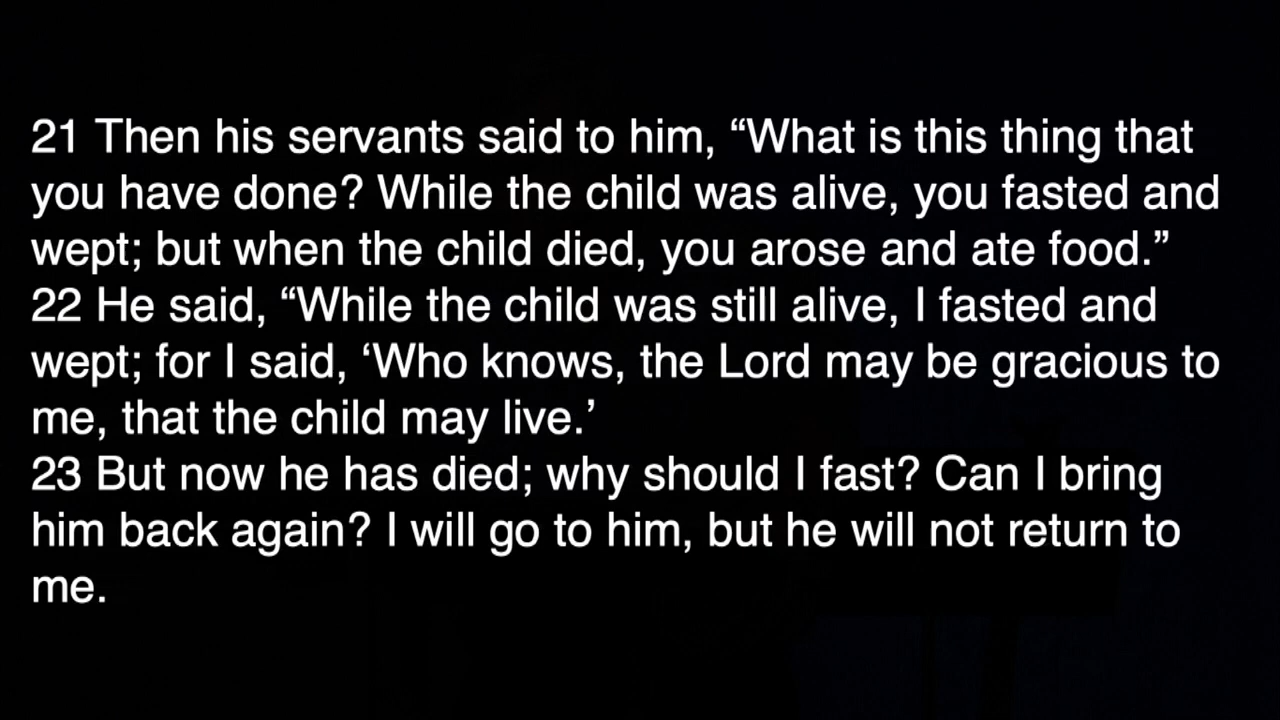 21 Then his servants said to him, “What is this thing that
you have done? While the child was alive, you fasted and
wept; but when the child died, you arose and ate food.”
22 He said, “While the child was still alive, I fasted and
wept; for I said, ‘Who knows, the Lord may be gracious to
me, that the child may live.’
23 But now he has died; why should I fast? Can I bring
him back again? I will go to him, but he will not return to
me.